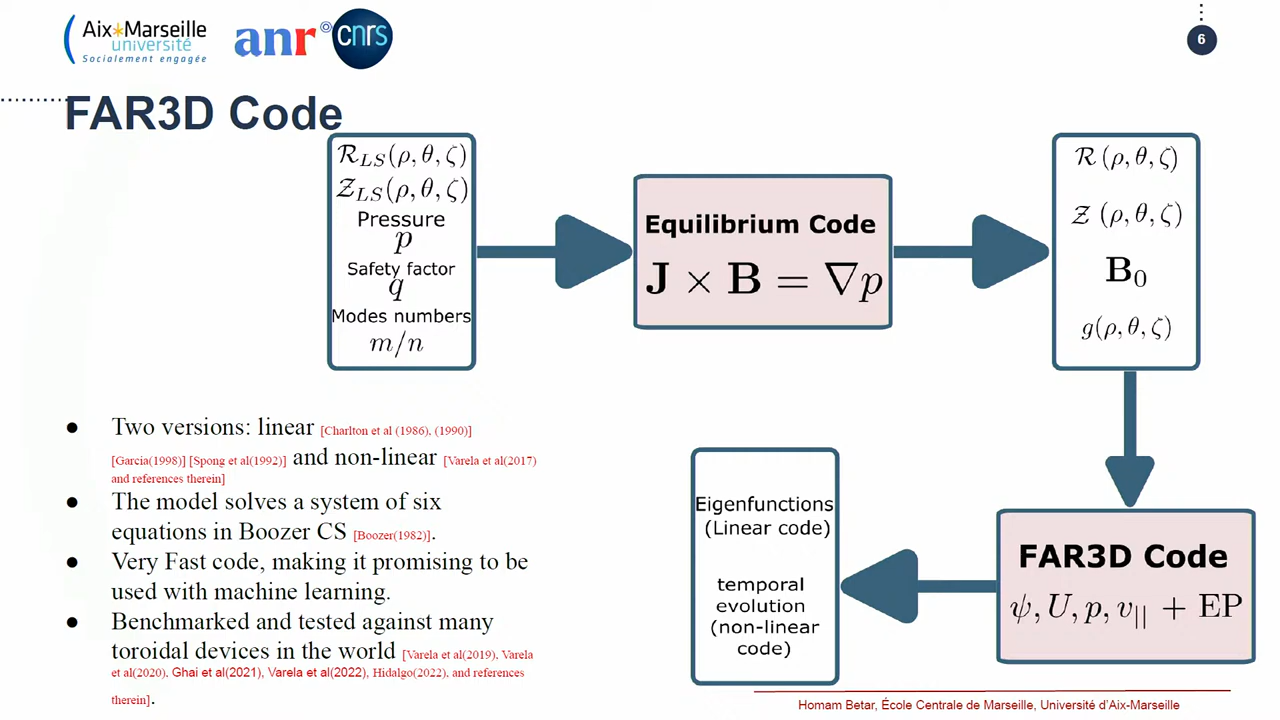 Aix*Marseille
université
Socialement engagée
anr
cnrs
6
FAR3D Code
ℛ_LS(ρ, θ, ζ)
𝒵_LS(ρ, θ, ζ)
Pressure
p
Safety factor
q
Modes numbers
m/n
Equilibrium Code
J × B = ∇p
ℛ (ρ, θ, ζ)
𝒵 (ρ, θ, ζ)
B₀
g(ρ, θ, ζ)
● Two versions: linear [Charlton et al (1986). (1990)]
[Garcia(1998)] [Spong et al(1992)] and non-linear [Varela et al(2017)
and references therein]
● The model solves a system of six
equations in Boozer CS [Boozer(1982)].
● Very Fast code, making it promising to be
used with machine learning.
● Benchmarked and tested against many
toroidal devices in the world [Varela et al(2019). Varela
et al(2020). Ghai et al(2021), Varela et al(2022), Hidalgo(2022). and references
therein].
Eigenfunctions
(Linear code)
temporal
evolution
(non-linear
code)
FAR3D Code
ψ, U, p, v_|| + EP
Homam Betar, École Centrale de Marseille, Université d'Aix-Marseille